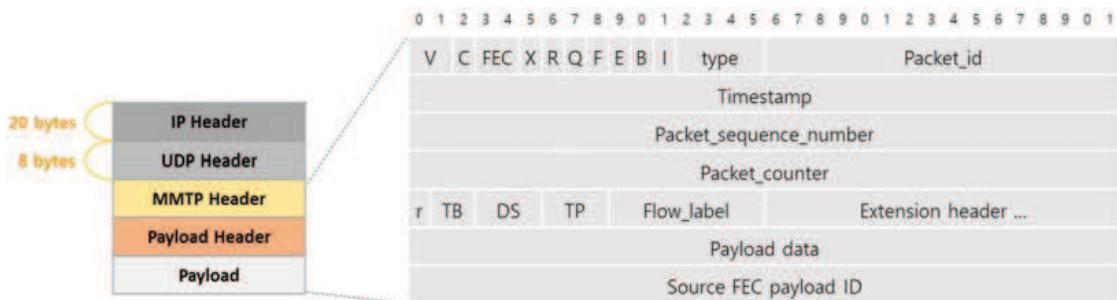 0 1 2 3 4 5 6 7 8 9 0 1 2 3 4 5 6 7 8 9 0 1 2 3 4 5 6 7 8 9 0 1
V C FEC X R Q F E B I type Packet_id
Timestamp
Packet_sequence_number
Packet_counter
r TB DS TP Flow_label Extension header ...
Payload data
Source FEC payload ID
20 bytes
IP Header
8 bytes
UDP Header
MMTP Header
Payload Header
Payload